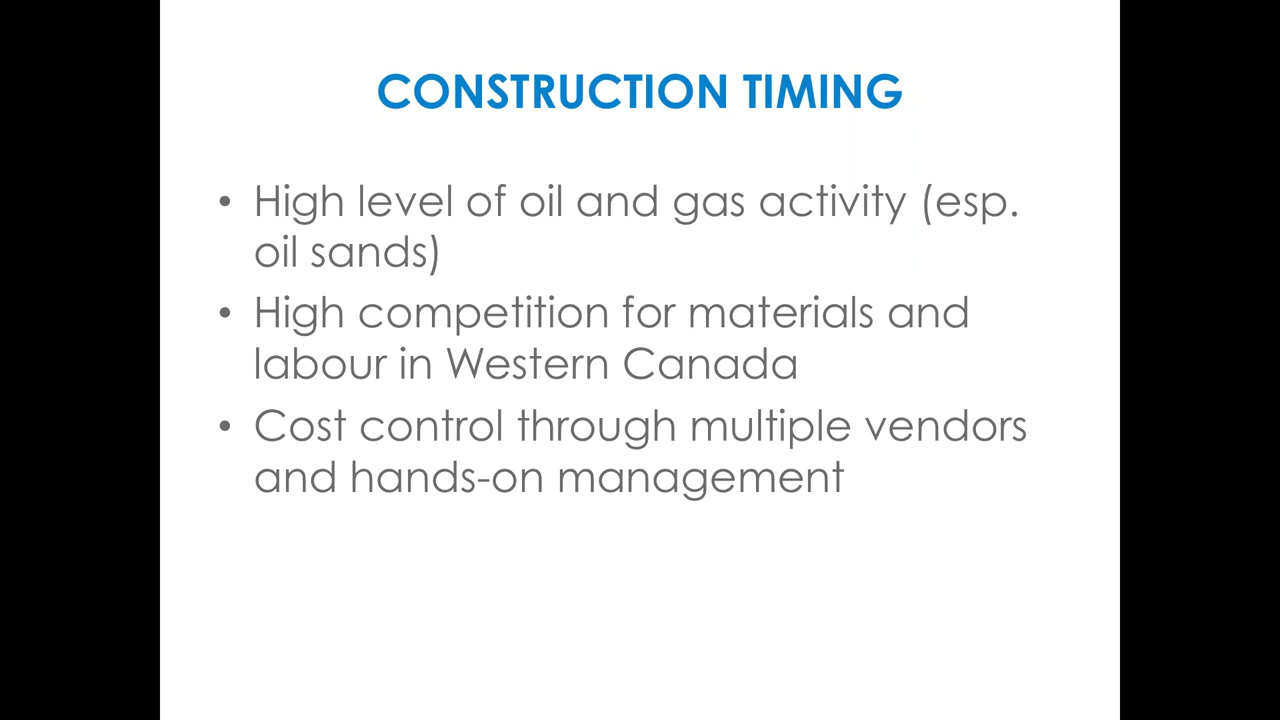 CONSTRUCTION TIMING
• High level of oil and gas activity (esp.
oil sands)
• High competition for materials and
labour in Western Canada
• Cost control through multiple vendors
and hands-on management